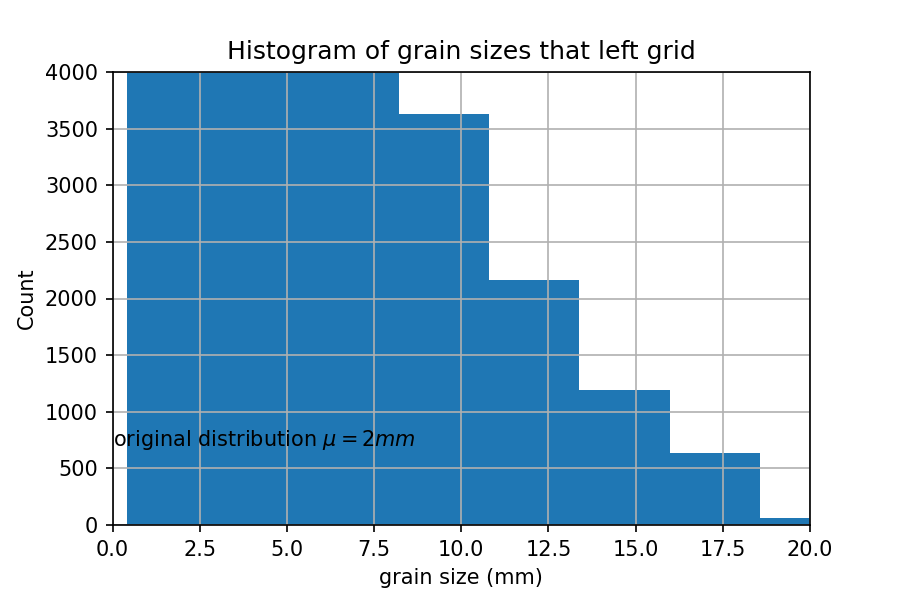 Histogram of grain sizes that left grid
4000
3500
3000
2500
2000
1500
1000
500
0
Count
original distribution μ = 2mm
0.0 2.5 5.0 7.5 10.0 12.5 15.0 17.5 20.0
grain size (mm)